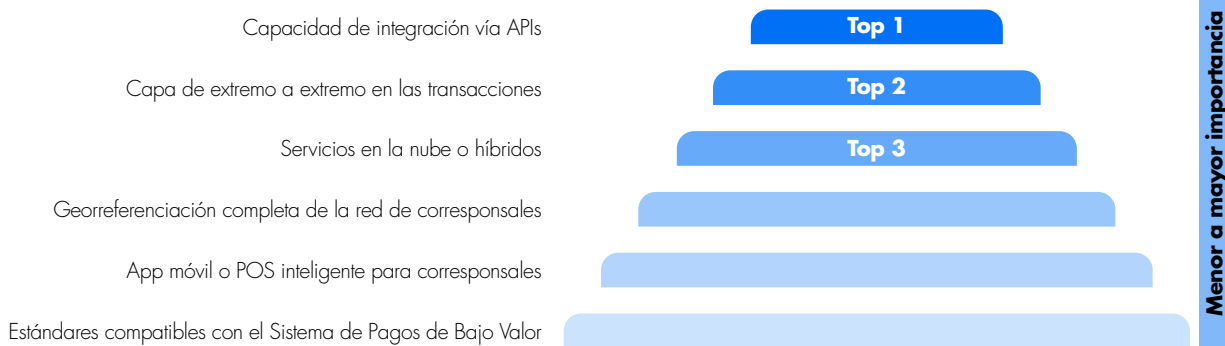 Capacidad de integración vía APIs
Top 1
Capa de extremo a extremo en las transacciones
Top 2
Servicios en la nube o híbridos
Top 3
Georreferenciación completa de la red de corresponsales
App móvil o POS inteligente para corresponsales
Estándares compatibles con el Sistema de Pagos de Bajo Valor
Menor a mayor importancia